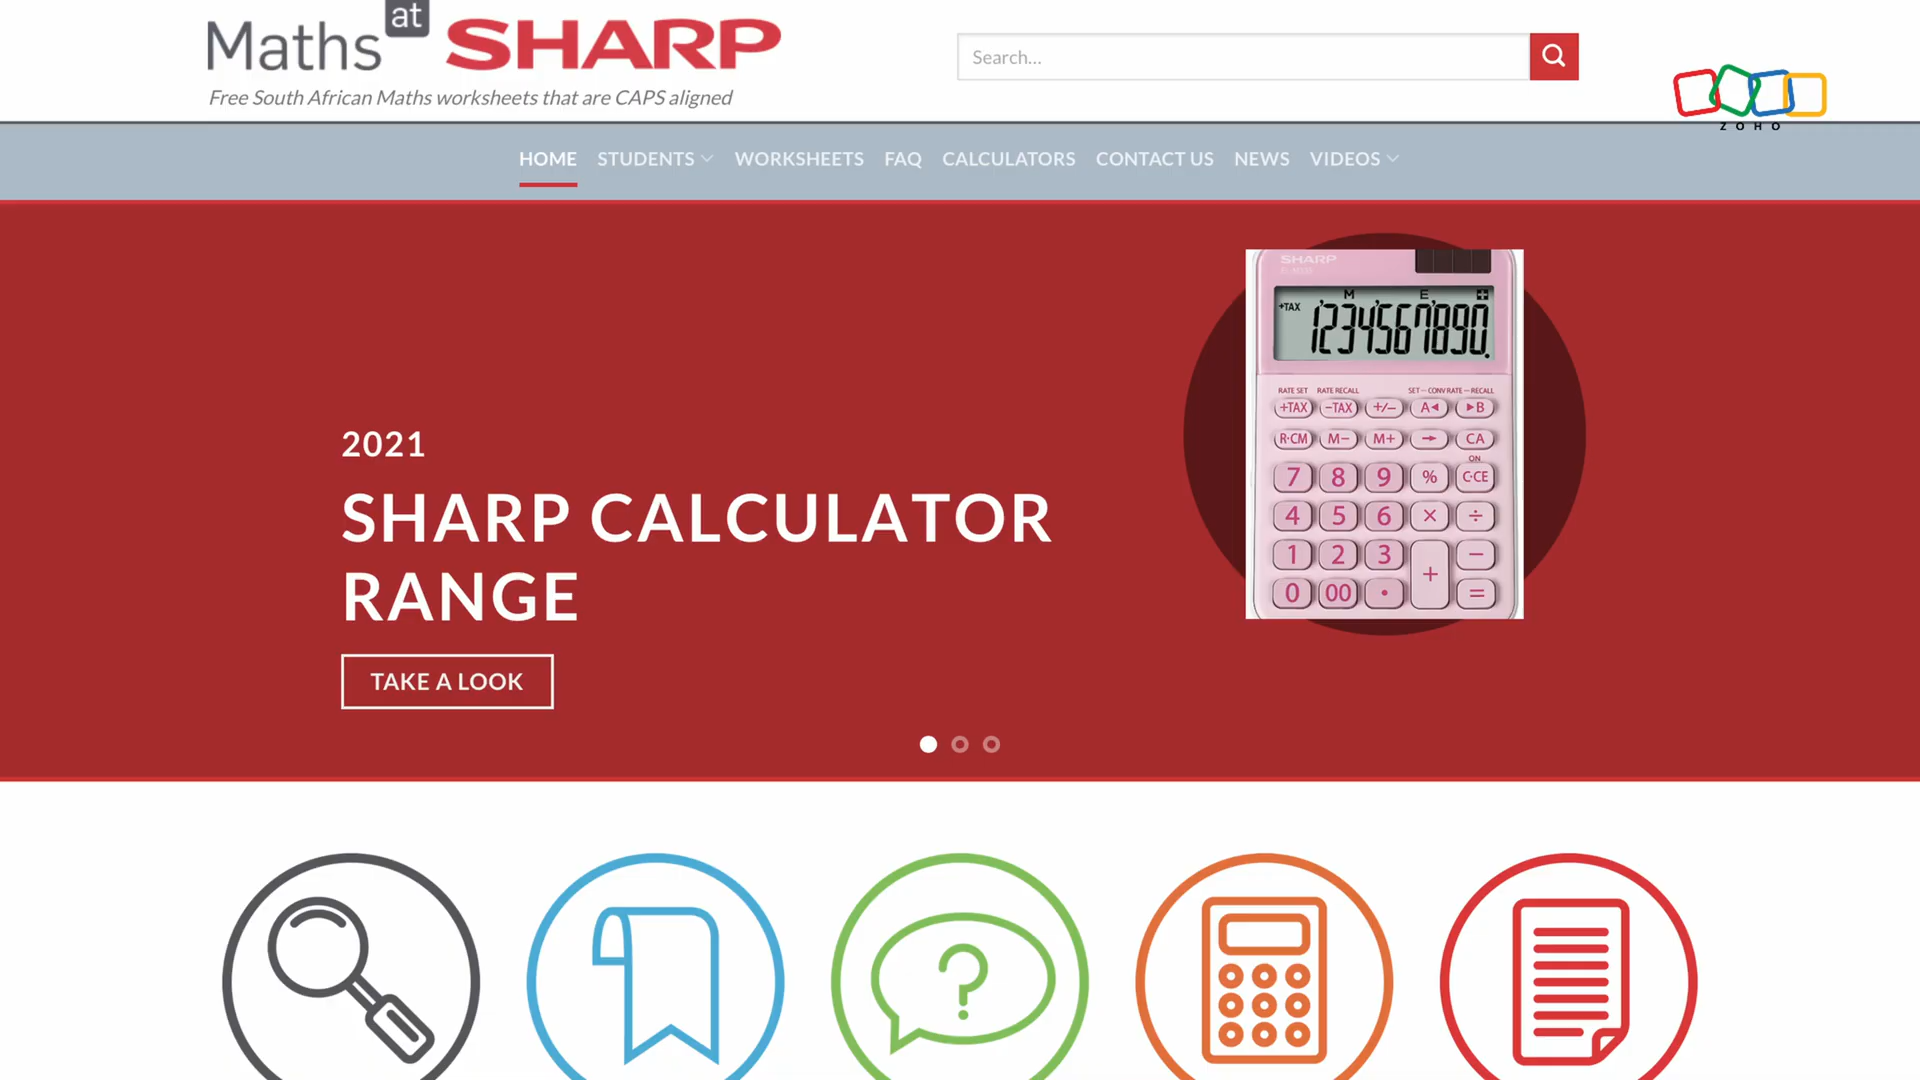 Maths at SHARP
Free South African Maths worksheets that are CAPS aligned
Search...
ZOHO
HOME STUDENTS WORKSHEETS FAQ CALCULATORS CONTACT US NEWS VIDEOS
2021
SHARP CALCULATOR
RANGE
TAKE A LOOK
SHARP
M E
+TAX 1234567890.
RATE SET RATE RECALL SET — CONV RATE — RECALL
+TAX −TAX +/− A◄ ►B
R·CM M− M+ → CA
ON
7 8 9 % C·CE
4 5 6 × ÷
1 2 3 + −
0 00 · =
?